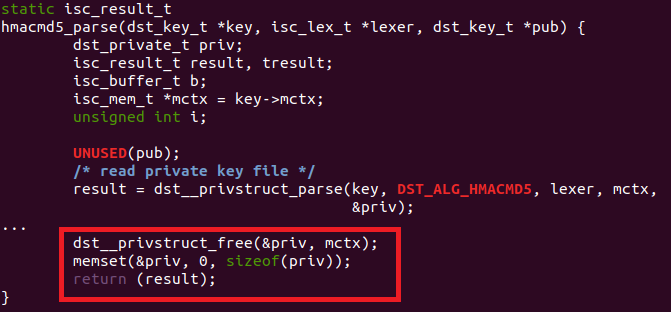 static isc_result_t
hmacmd5_parse(dst_key_t *key, isc_lex_t *lexer, dst_key_t *pub) {
        dst_private_t priv;
        isc_result_t result, tresult;
        isc_buffer_t b;
        isc_mem_t *mctx = key->mctx;
        unsigned int i;

        UNUSED(pub);
        /* read private key file */
        result = dst__privstruct_parse(key, DST_ALG_HMACMD5, lexer, mctx,
                                       &priv);
...
        dst__privstruct_free(&priv, mctx);
        memset(&priv, 0, sizeof(priv));
        return (result);
}